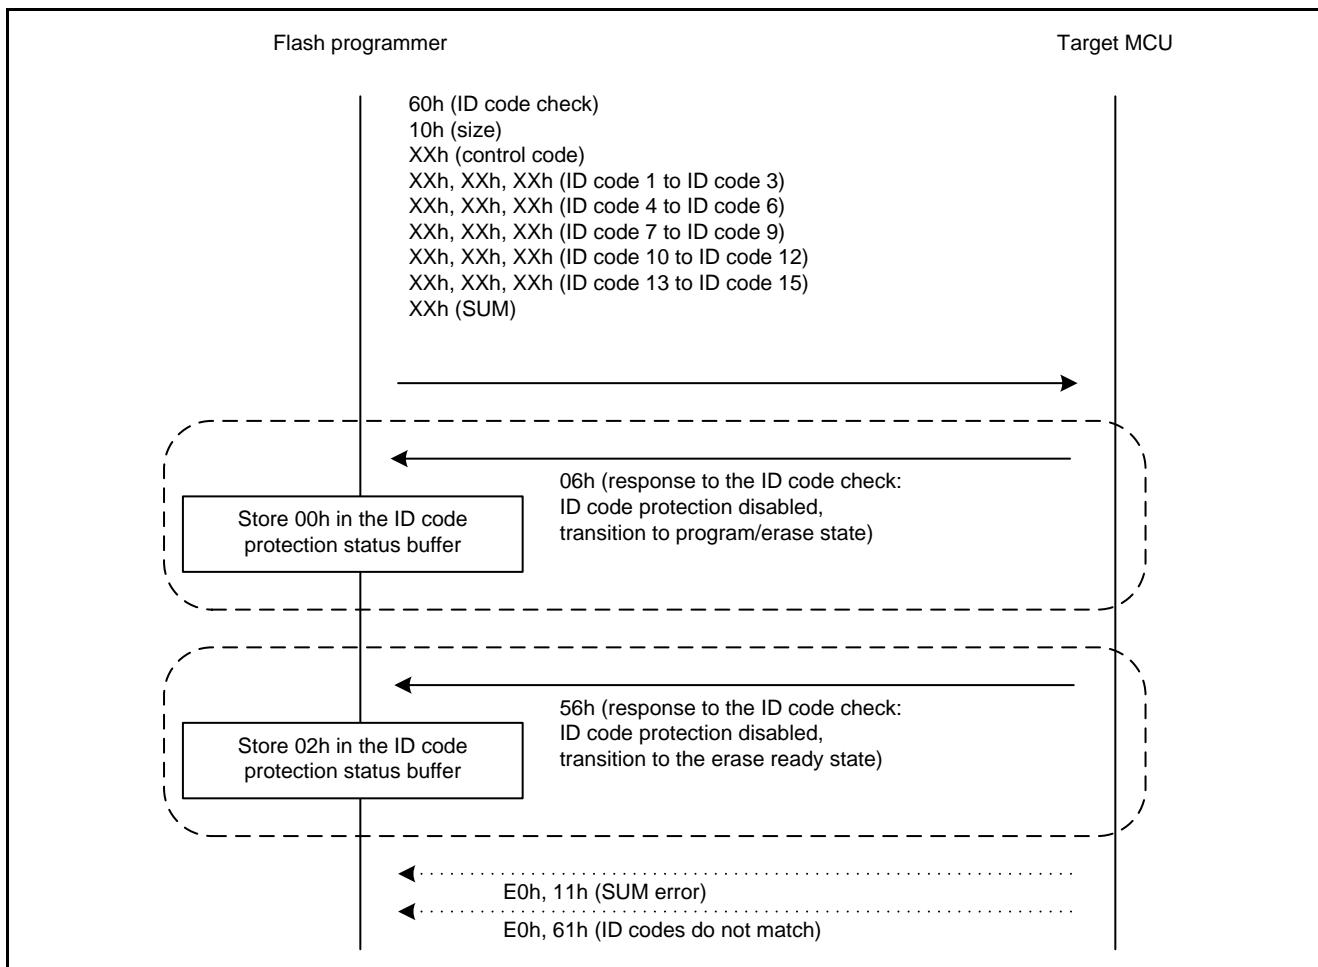 Flash programmer
Target MCU
60h (ID code check)
10h (size)
XXh (control code)
XXh, XXh, XXh (ID code 1 to ID code 3)
XXh, XXh, XXh (ID code 4 to ID code 6)
XXh, XXh, XXh (ID code 7 to ID code 9)
XXh, XXh, XXh (ID code 10 to ID code 12)
XXh, XXh, XXh (ID code 13 to ID code 15)
XXh (SUM)
06h (response to the ID code check:
ID code protection disabled,
transition to program/erase state)
Store 00h in the ID code
protection status buffer
56h (response to the ID code check:
ID code protection disabled,
transition to the erase ready state)
Store 02h in the ID code
protection status buffer
E0h, 11h (SUM error)
E0h, 61h (ID codes do not match)